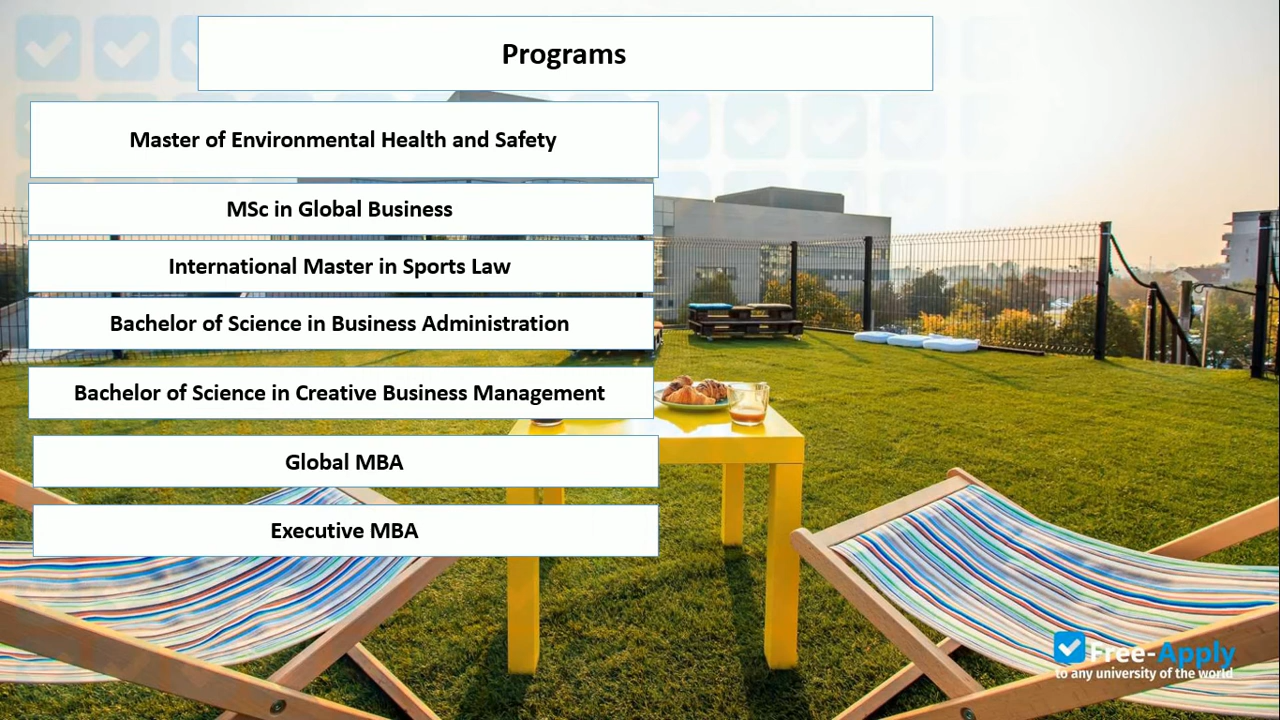 Programs
Master of Environmental Health and Safety
MSc in Global Business
International Master in Sports Law
Bachelor of Science in Business Administration
Bachelor of Science in Creative Business Management
Global MBA
Executive MBA
Free-Apply
to any university of the world